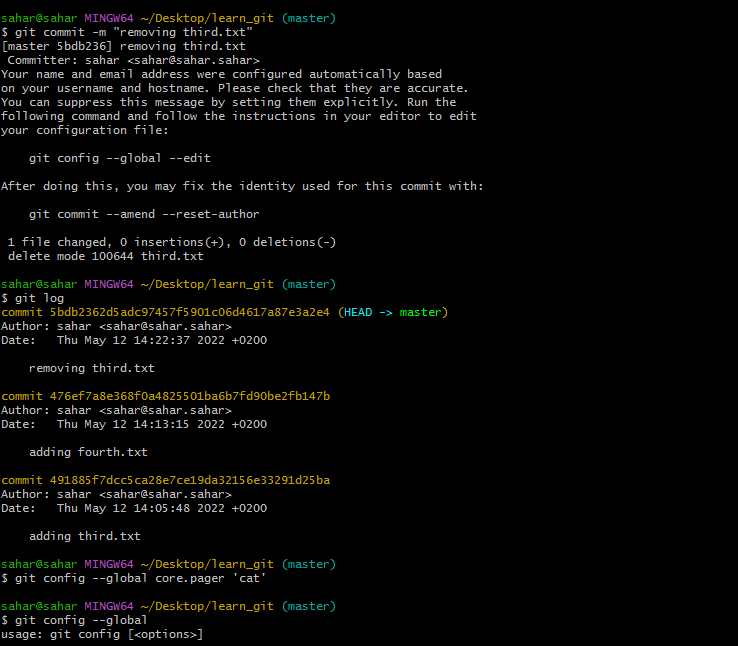 sahar@sahar MINGW64 ~/Desktop/learn_git (master)
$ git commit -m "removing third.txt"
[master 5bdb236] removing third.txt
 Committer: sahar <sahar@sahar.sahar>
Your name and email address were configured automatically based
on your username and hostname. Please check that they are accurate.
You can suppress this message by setting them explicitly. Run the
following command and follow the instructions in your editor to edit
your configuration file:

    git config --global --edit

After doing this, you may fix the identity used for this commit with:

    git commit --amend --reset-author

 1 file changed, 0 insertions(+), 0 deletions(-)
 delete mode 100644 third.txt

sahar@sahar MINGW64 ~/Desktop/learn_git (master)
$ git log
commit 5bdb2362d5adc97457f5901c06d4617a87e3a2e4 (HEAD -> master)
Author: sahar <sahar@sahar.sahar>
Date:   Thu May 12 14:22:37 2022 +0200

    removing third.txt

commit 476ef7a8e368f0a4825501ba6b7fd90be2fb147b
Author: sahar <sahar@sahar.sahar>
Date:   Thu May 12 14:13:15 2022 +0200

    adding fourth.txt

commit 491885f7dcc5ca28e7ce19da32156e33291d25ba
Author: sahar <sahar@sahar.sahar>
Date:   Thu May 12 14:05:48 2022 +0200

    adding third.txt

sahar@sahar MINGW64 ~/Desktop/learn_git (master)
$ git config --global core.pager 'cat'

sahar@sahar MINGW64 ~/Desktop/learn_git (master)
$ git config --global
usage: git config [<options>]